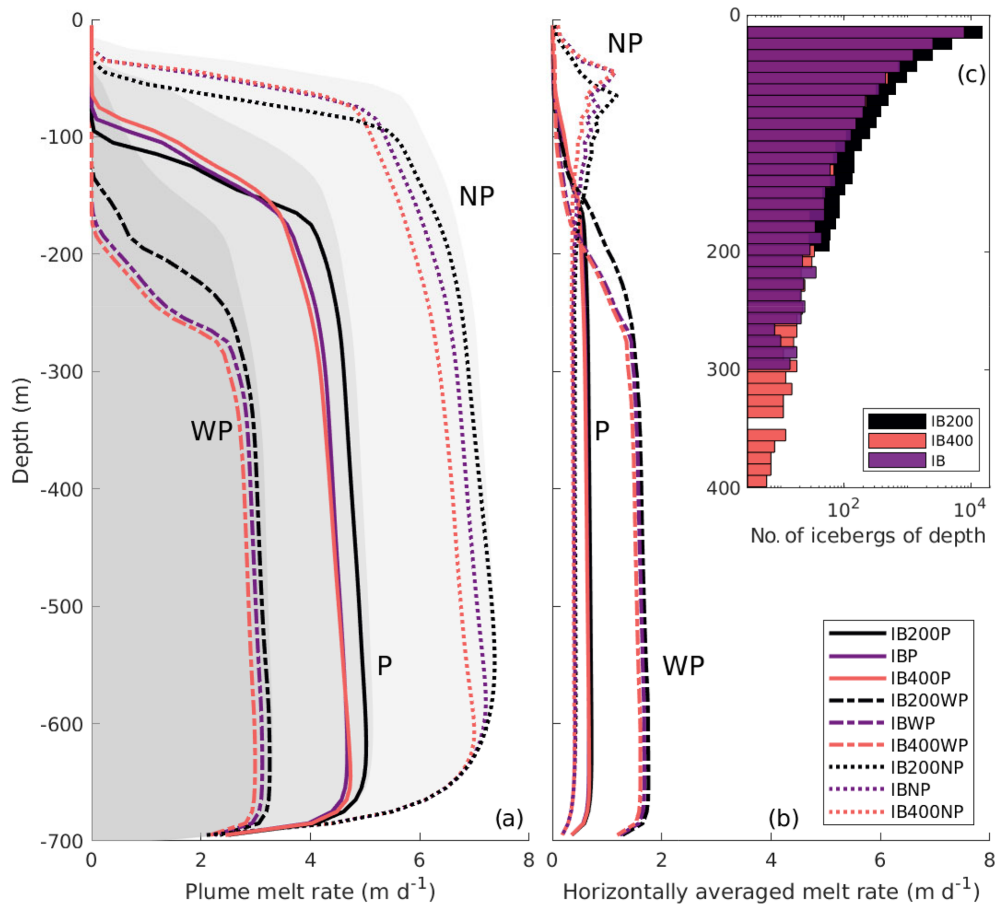 0
-100
-200
-300
-400
-500
-600
-700
Depth (m)
0
2
4
6
8
Plume melt rate (m d⁻¹)
NP
WP
P
(a)
0
2
4
6
8
Horizontally averaged melt rate (m d⁻¹)
NP
P
WP
(b)
IB200P
IBP
IB400P
IB200WP
IBWP
IB400WP
IB200NP
IBNP
IB400NP
0
100
200
300
400
(c)
IB200
IB400
IB
10²
10⁴
No. of icebergs of depth